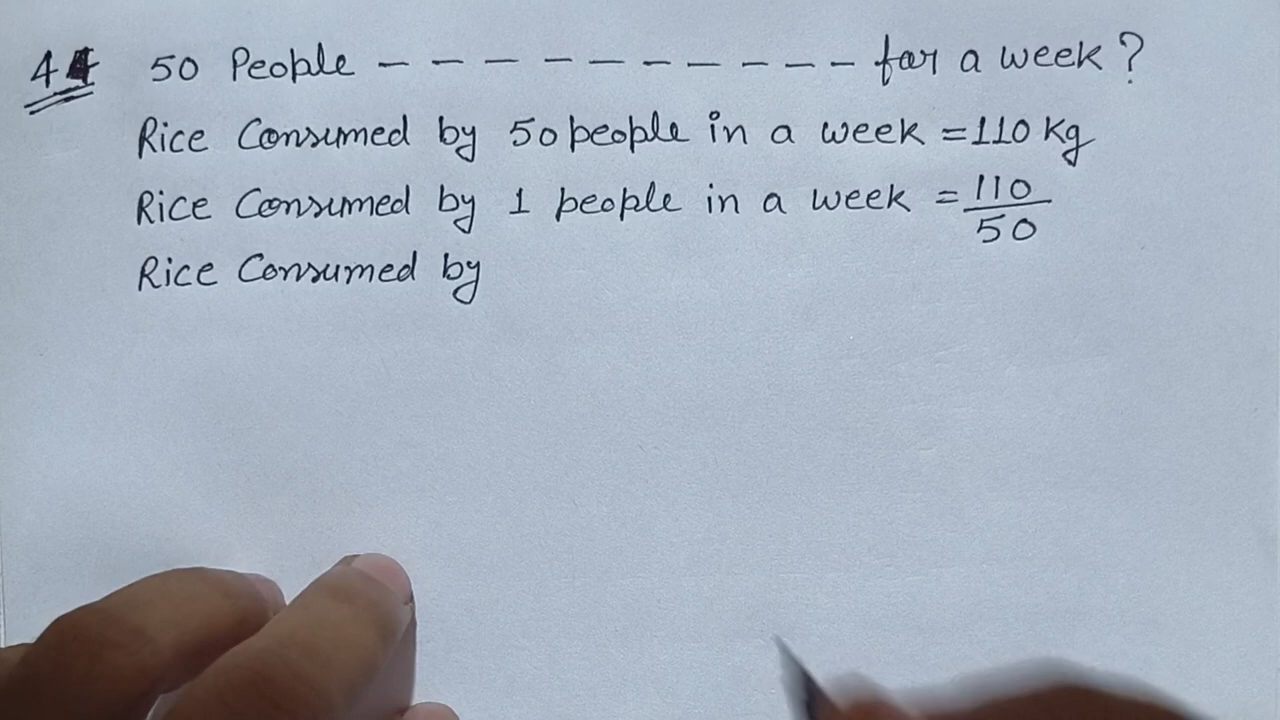 44 50 People - - - - - - - - - - for a week ?
Rice Consumed by 50 people in a week = 110 Kg
Rice Consumed by 1 people in a week = 110/50
Rice Consumed by